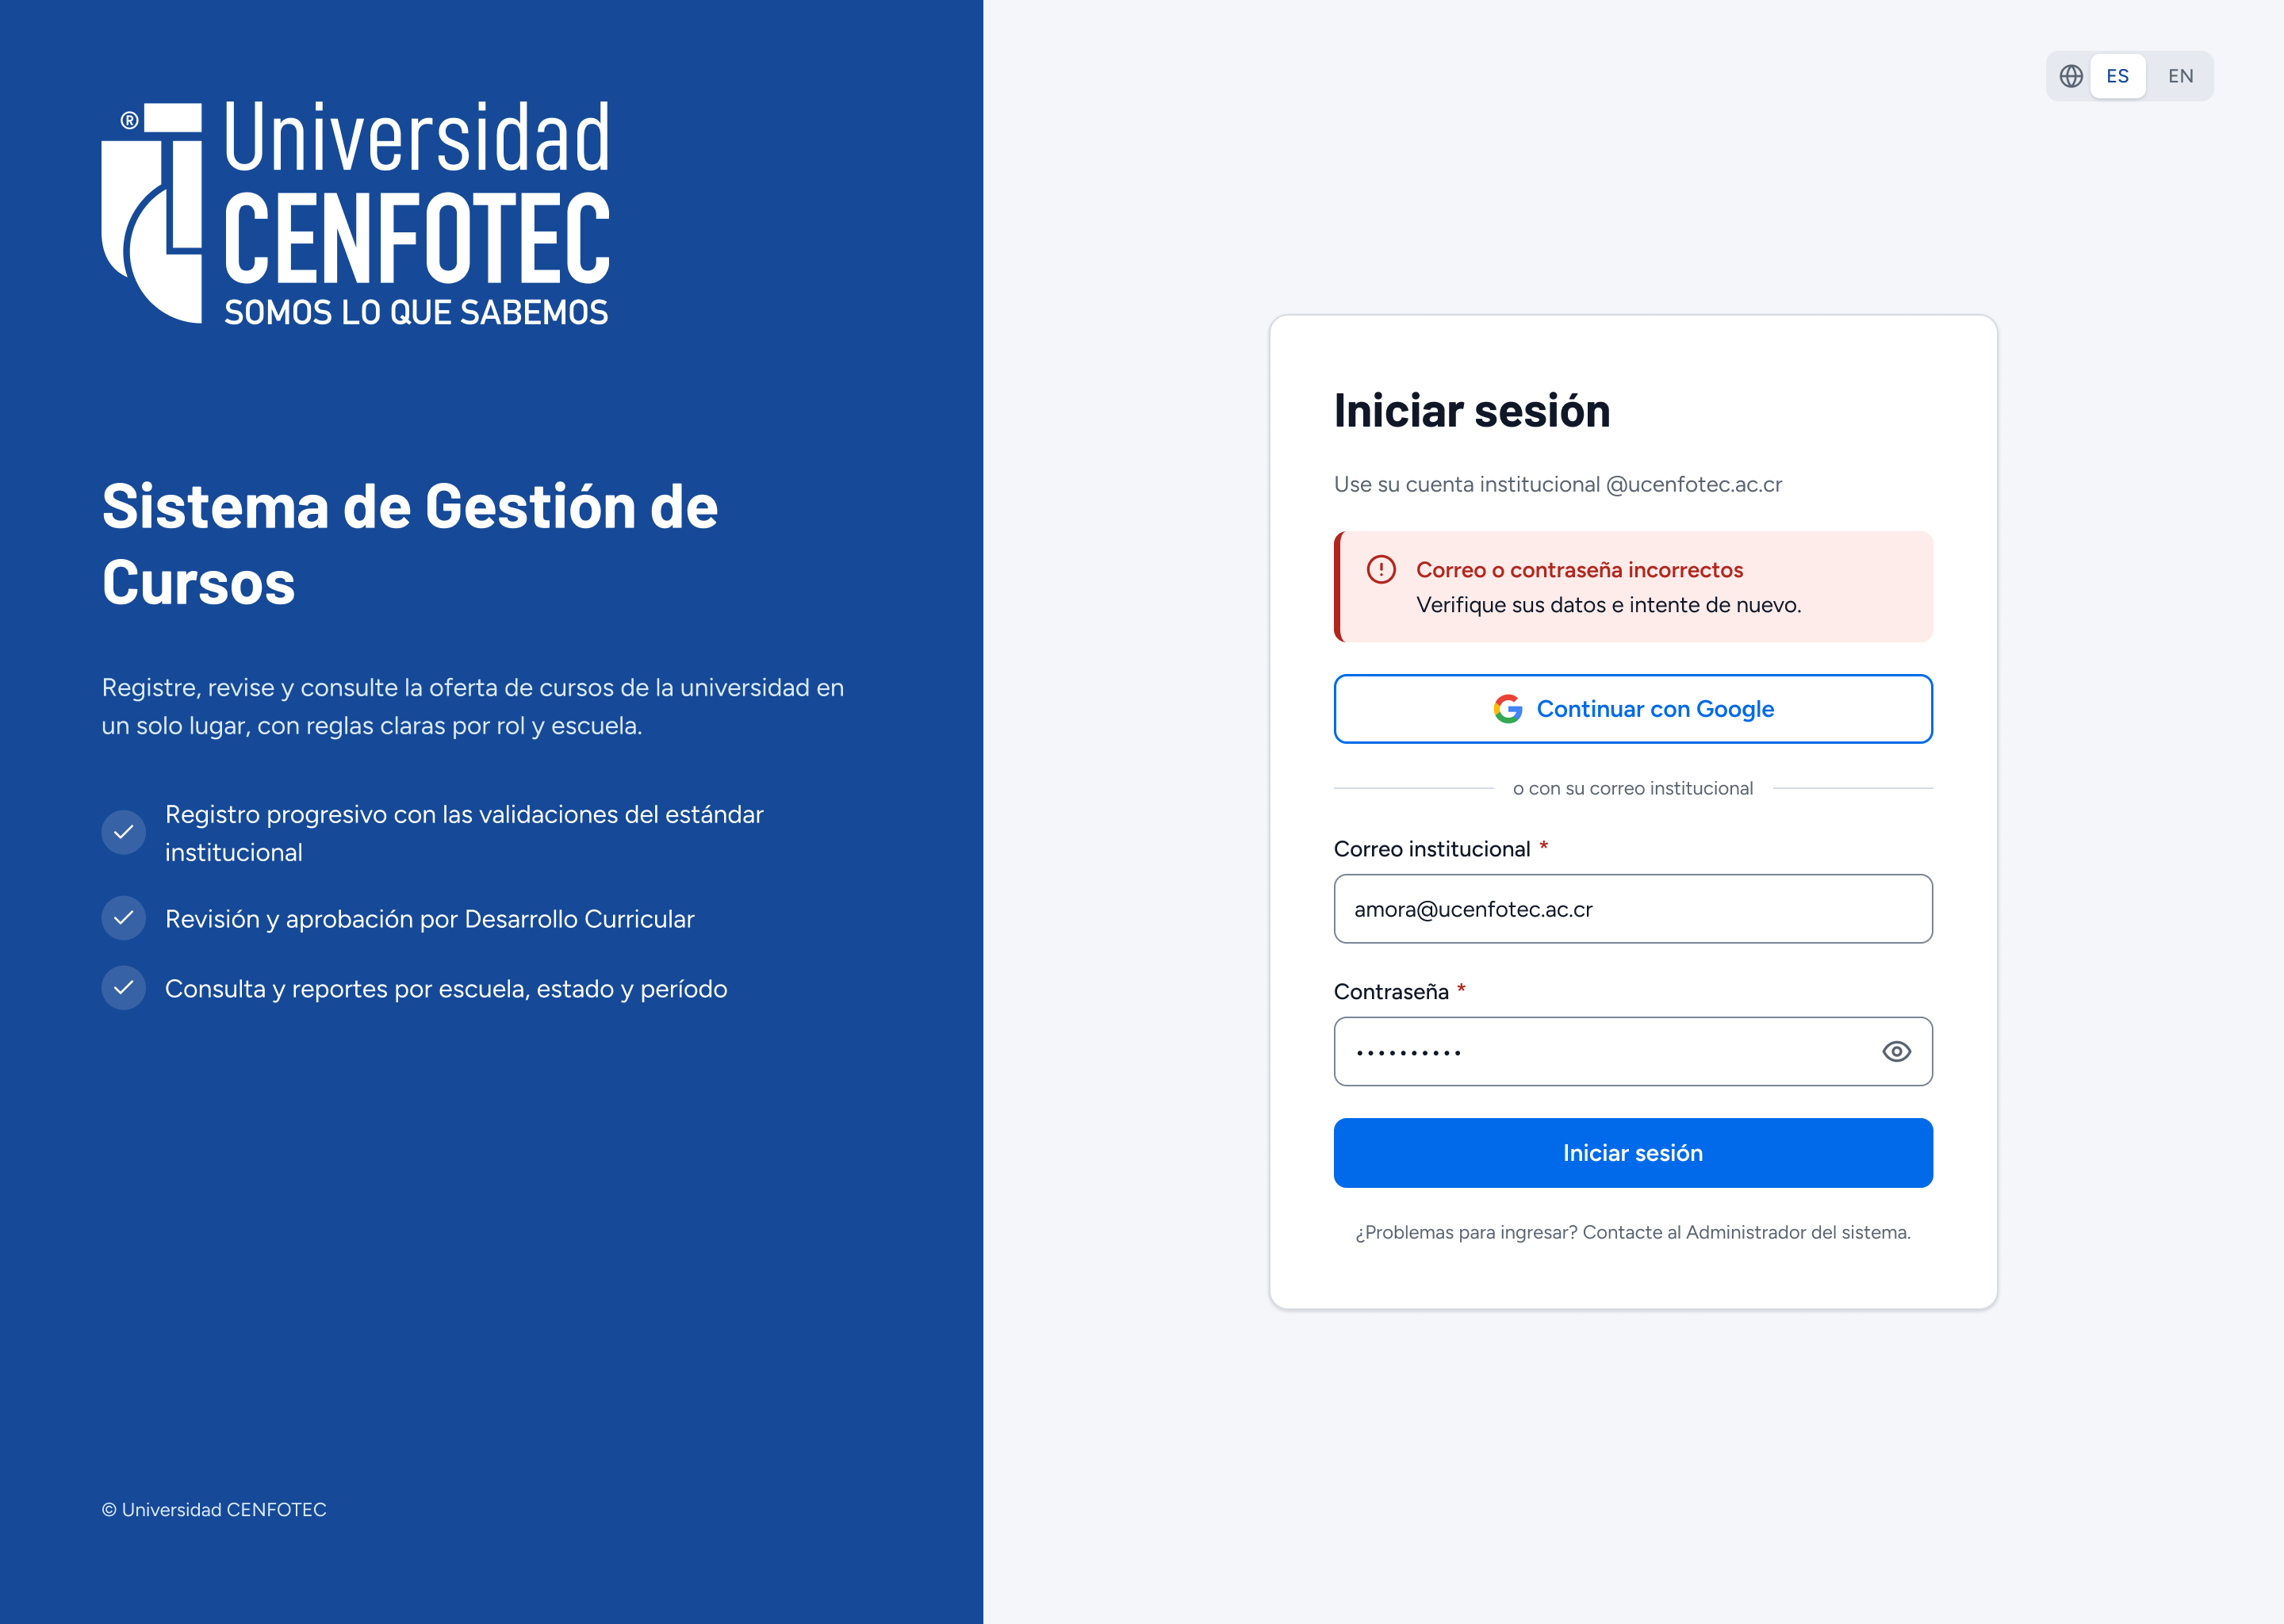 ® Universidad
CENFOTEC
SOMOS LO QUE SABEMOS
Sistema de Gestión de
Cursos
Registre, revise y consulte la oferta de cursos de la universidad en
un solo lugar, con reglas claras por rol y escuela.
Registro progresivo con las validaciones del estándar
institucional
Revisión y aprobación por Desarrollo Curricular
Consulta y reportes por escuela, estado y período
© Universidad CENFOTEC
ES EN
Iniciar sesión
Use su cuenta institucional @ucenfotec.ac.cr
Correo o contraseña incorrectos
Verifique sus datos e intente de nuevo.
Continuar con Google
o con su correo institucional
Correo institucional *
amora@ucenfotec.ac.cr
Contraseña *
••••••••••
Iniciar sesión
¿Problemas para ingresar? Contacte al Administrador del sistema.